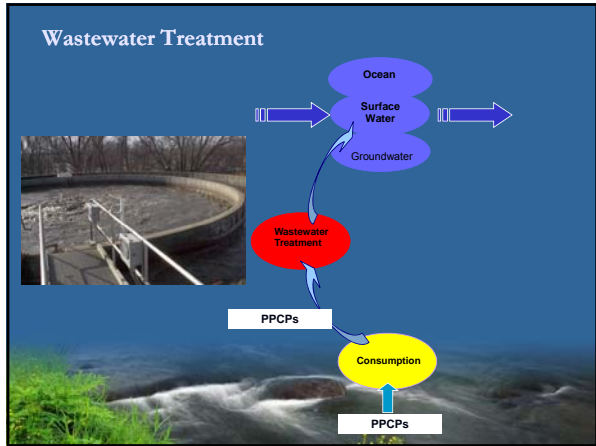 Wastewater Treatment
Ocean
Surface
Water
Groundwater
Wastewater
Treatment
PPCPs
Consumption
PPCPs